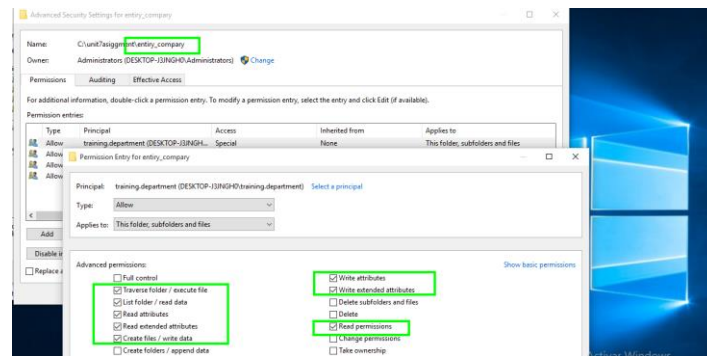 Advanced Security Settings for entiry_compary
Name: C:\unit7asiggment\entiry_compary
Owner: Administrators (DESKTOP-J3JNGH0\Administrators) Change
Permissions Auditing Effective Access
For additional information, double-click a permission entry. To modify a permission entry, select the entry and click Edit (if available).
Permission entries:
Type Principal Access Inherited from Applies to
Allow training.department (DESKTOP-J3JNGH... Special None This folder, subfolders and files
Allow
Allow
Allow
Add
Disable in
Replace a
Permission Entry for entiry_compary
Principal: training.department (DESKTOP-J3JNGH0\training.department) Select a principal
Type: Allow
Applies to: This folder, subfolders and files
Advanced permissions: Show basic permissions
Full control Write attributes
Traverse folder / execute file Write extended attributes
List folder / read data Delete subfolders and files
Read attributes Delete
Read extended attributes Read permissions
Create files / write data Change permissions
Create folders / append data Take ownership
Activar Windows